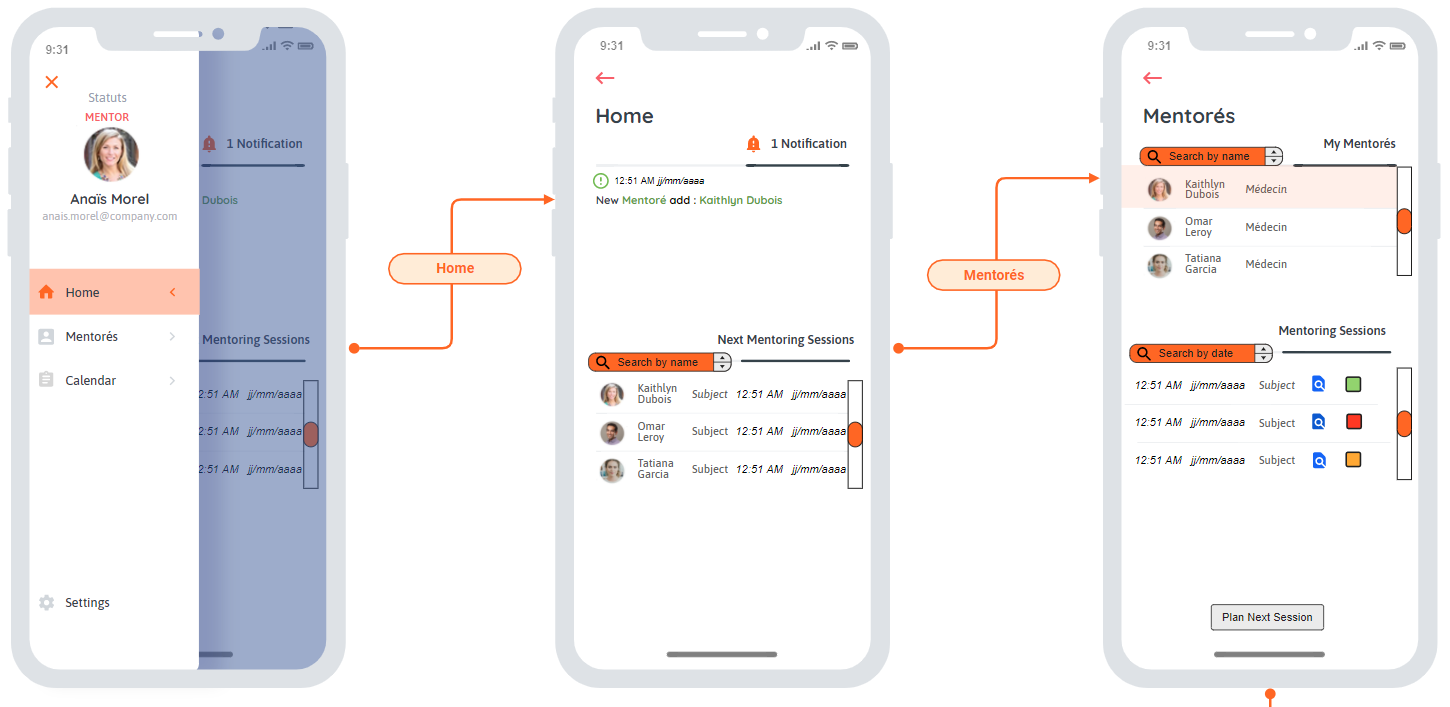 9:31
Statuts
MENTOR
Anaïs Morel
anais.morel@company.com
Home
Mentorés
Calendar
Settings
1 Notification
Dubois
Mentoring Sessions
2:51 AM jj/mm/aaaa
2:51 AM jj/mm/aaaa
2:51 AM jj/mm/aaaa
Home
9:31
Home
1 Notification
12:51 AM jj/mm/aaaa
New Mentoré add : Kaithlyn Dubois
Next Mentoring Sessions
Search by name
Kaithlyn
Dubois
Subject 12:51 AM jj/mm/aaaa
Omar
Leroy
Subject 12:51 AM jj/mm/aaaa
Tatiana
Garcia
Subject 12:51 AM jj/mm/aaaa
Mentorés
9:31
Mentorés
My Mentorés
Search by name
Kaithlyn
Dubois
Médecin
Omar
Leroy
Médecin
Tatiana
Garcia
Médecin
Mentoring Sessions
Search by date
12:51 AM jj/mm/aaaa Subject
12:51 AM jj/mm/aaaa Subject
12:51 AM jj/mm/aaaa Subject
Plan Next Session